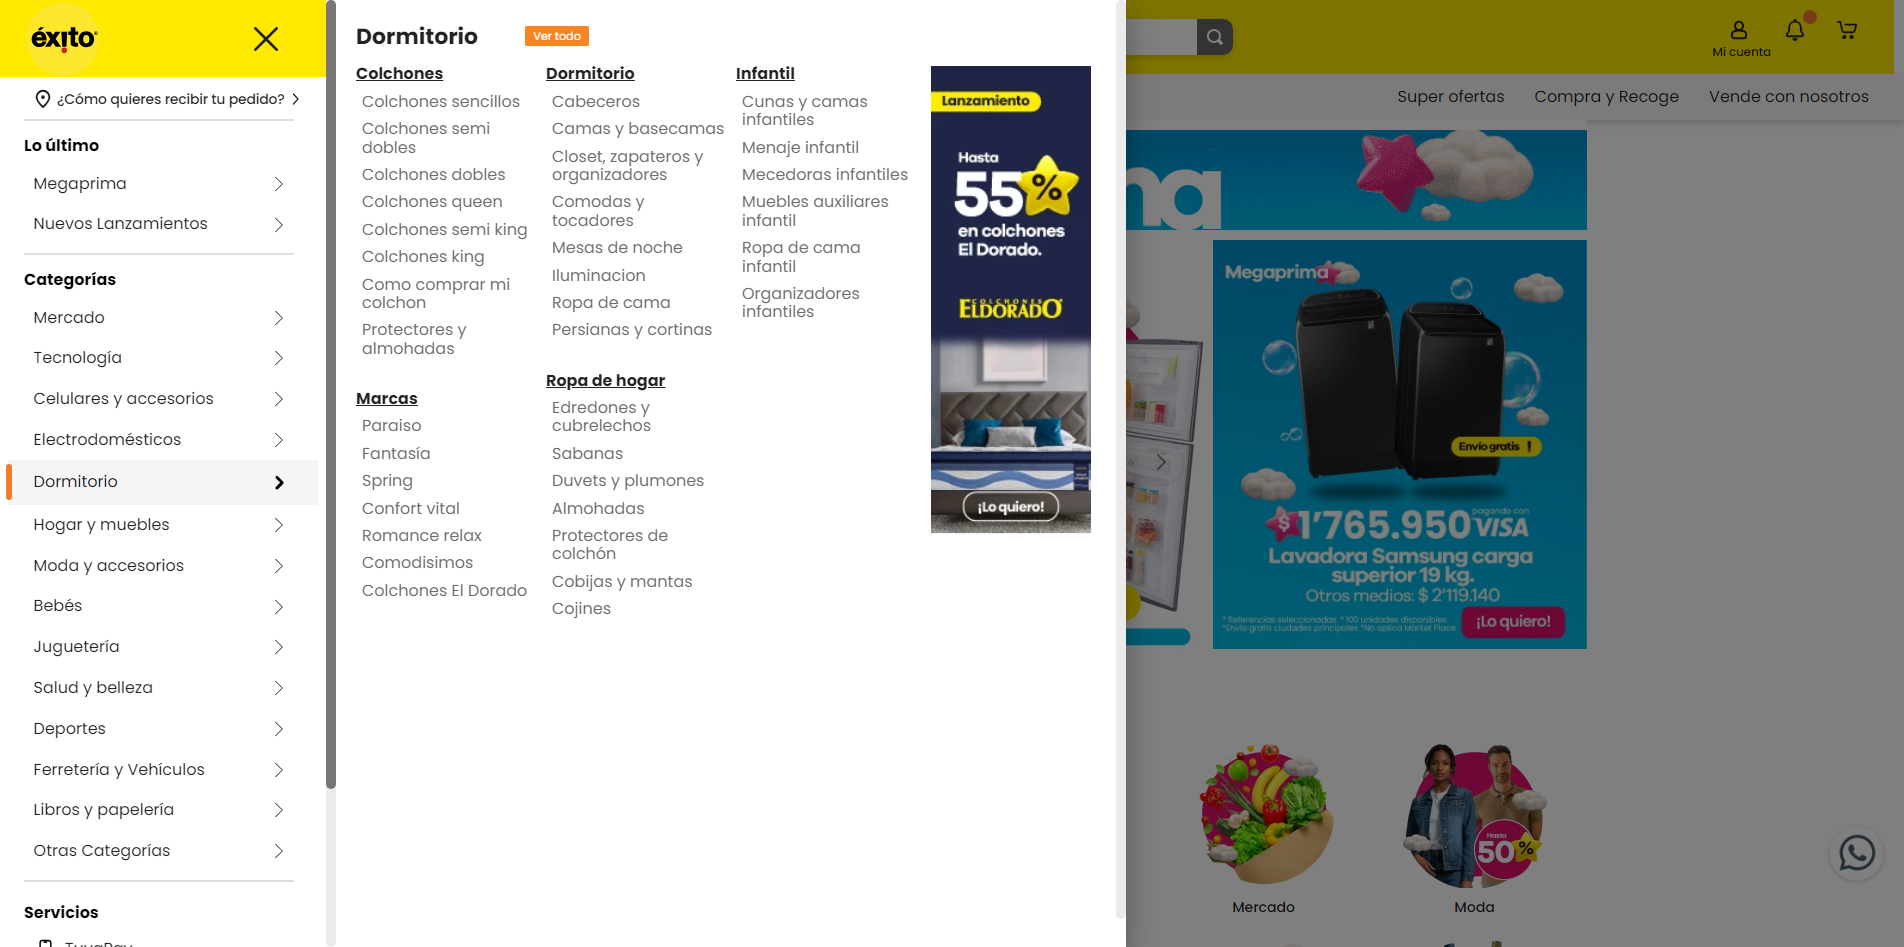 éxito
¿Cómo quieres recibir tu pedido?
Lo último
Megaprima
Nuevos Lanzamientos
Categorías
Mercado
Tecnología
Celulares y accesorios
Electrodomésticos
Dormitorio
Hogar y muebles
Moda y accesorios
Bebés
Juguetería
Salud y belleza
Deportes
Ferretería y Vehículos
Libros y papelería
Otras Categorías
Servicios
TuyaPay
Dormitorio
Ver todo
Colchones
Colchones sencillos
Colchones semi
dobles
Colchones dobles
Colchones queen
Colchones semi king
Colchones king
Como comprar mi
colchon
Protectores y
almohadas
Marcas
Paraiso
Fantasía
Spring
Confort vital
Romance relax
Comodisimos
Colchones El Dorado
Dormitorio
Cabeceros
Camas y basecamas
Closet, zapateros y
organizadores
Comodas y
tocadores
Mesas de noche
Iluminacion
Ropa de cama
Persianas y cortinas
Ropa de hogar
Edredones y
cubrelechos
Sabanas
Duvets y plumones
Almohadas
Protectores de
colchón
Cobijas y mantas
Cojines
Infantil
Cunas y camas
infantiles
Menaje infantil
Mecedoras infantiles
Muebles auxiliares
infantil
Ropa de cama
infantil
Organizadores
infantiles
Lanzamiento
Hasta
55%
en colchones
El Dorado.
COLCHONES
ELDORADO
¡Lo quiero!
Mi cuenta
Super ofertas
Compra y Recoge
Vende con nosotros
na
Megaprima
Envío gratis !
pagando con
$1'765.950 VISA
Lavadora Samsung carga
superior 19 kg.
Otros medios: $ 2'119.140
* Referencias seleccionadas. * 100 unidades disponibles.
*Envío gratis ciudades principales *No aplica Market Place
¡Lo quiero!
Hasta
50%
Mercado
Moda